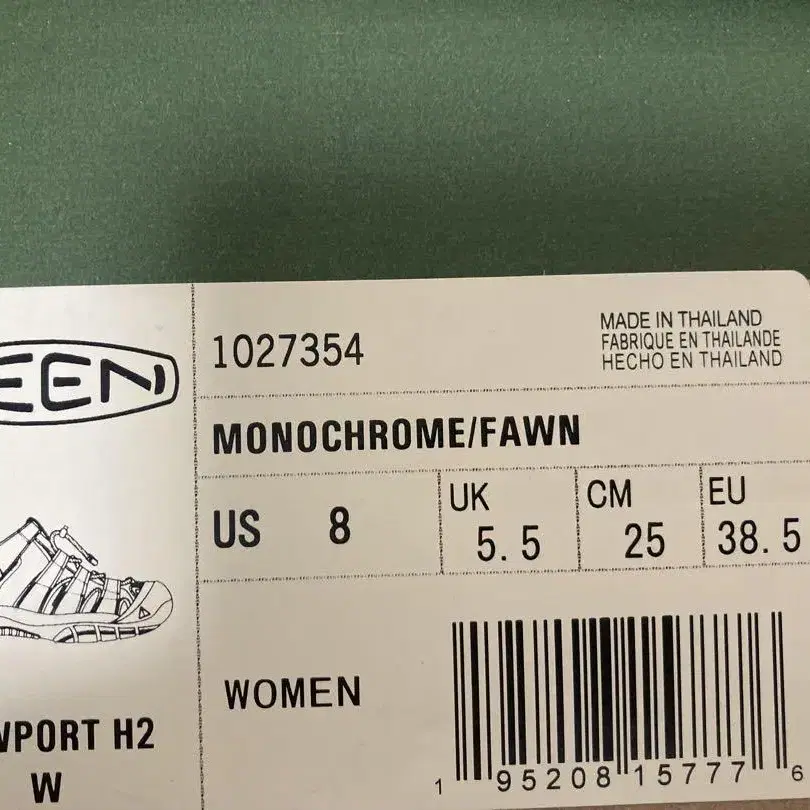 EEN
1027354
MADE IN THAILAND
FABRIQUE EN THAILANDE
HECHO EN THAILAND
MONOCHROME/FAWN
US 8
UK 5.5
CM 25
EU 38.5
WOMEN
WPORT H2
W
1 95208 15777 6